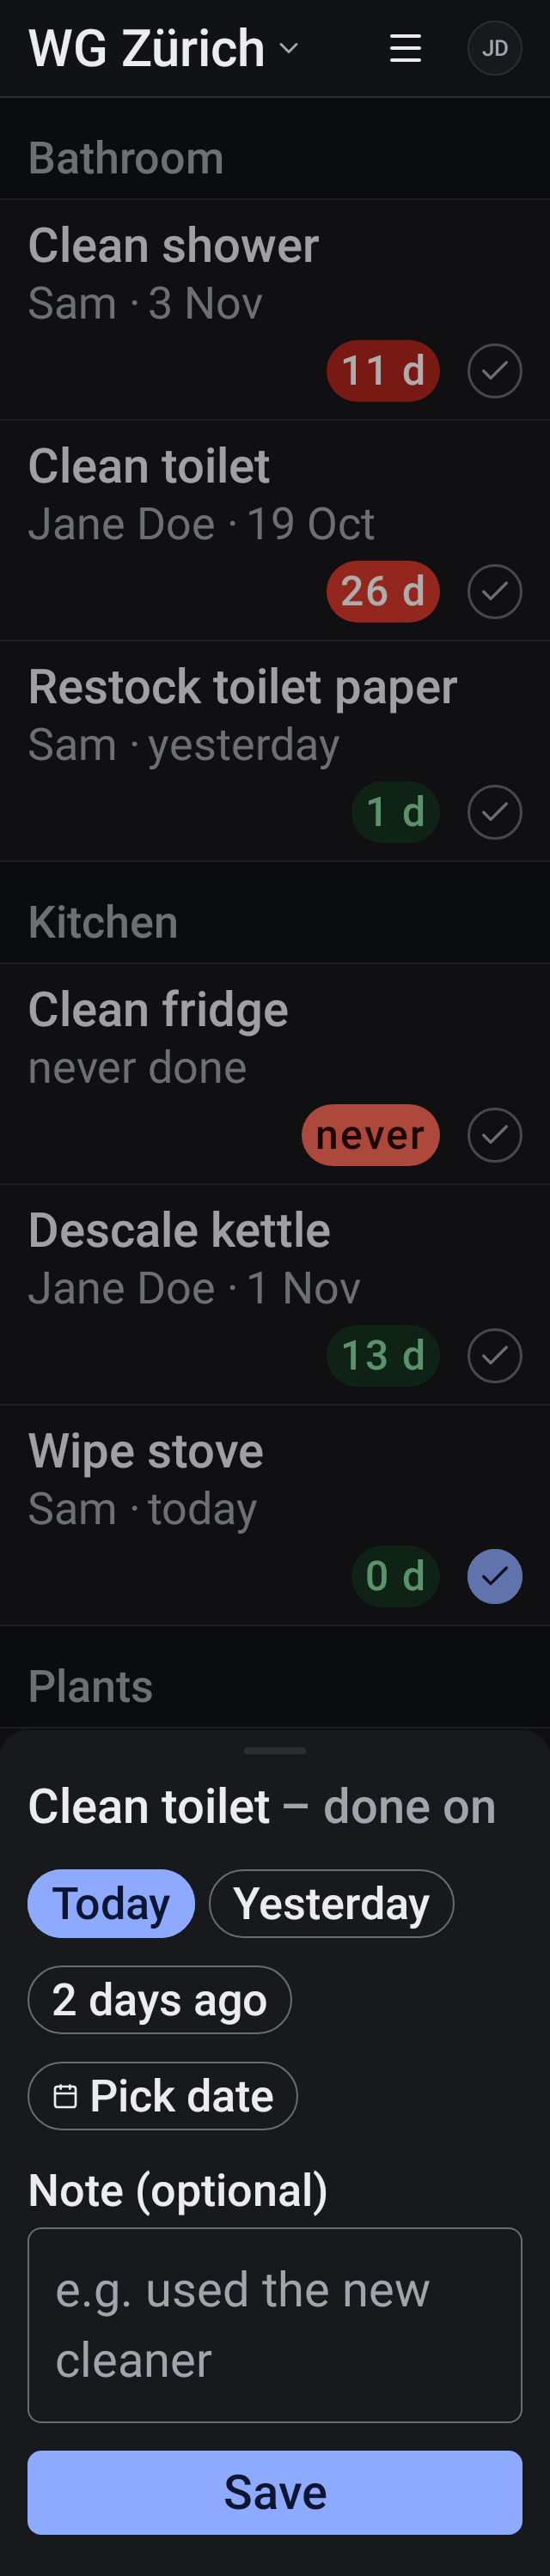 WG Zürich
JD
Bathroom
Clean shower
Sam · 3 Nov
11 d
Clean toilet
Jane Doe · 19 Oct
26 d
Restock toilet paper
Sam · yesterday
1 d
Kitchen
Clean fridge
never done
never
Descale kettle
Jane Doe · 1 Nov
13 d
Wipe stove
Sam · today
0 d
Plants
Clean toilet – done on
Today
Yesterday
2 days ago
Pick date
Note (optional)
e.g. used the new
cleaner
Save